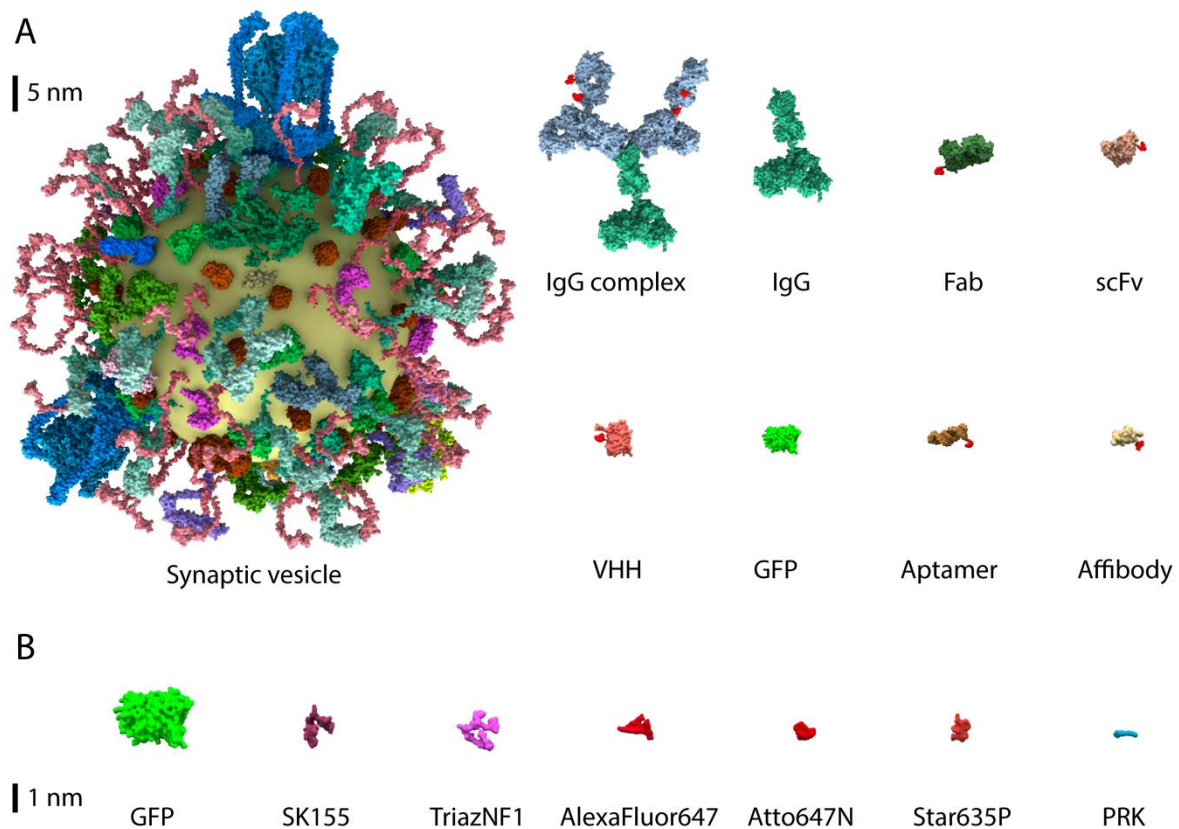 A
5 nm
IgG complex
IgG
Fab
scFv
Synaptic vesicle
VHH
GFP
Aptamer
Affibody
B
1 nm
GFP
SK155
TriazNF1
AlexaFluor647
Atto647N
Star635P
PRK